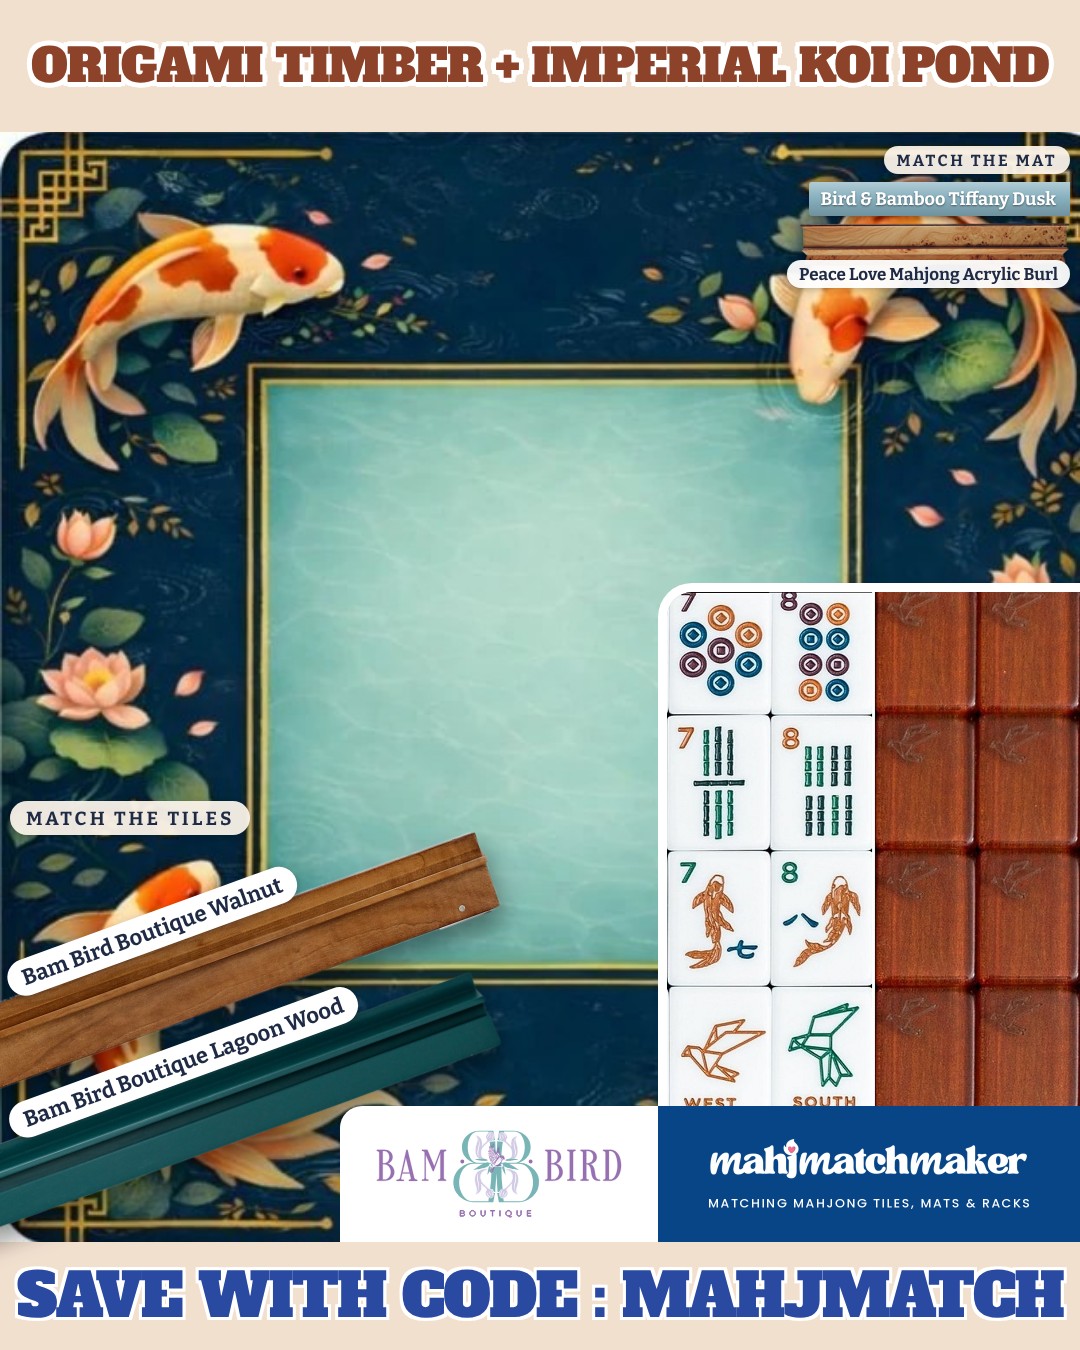 ORIGAMI TIMBER + IMPERIAL KOI POND
MATCH THE MAT
Bird & Bamboo Tiffany Dusk
Peace Love Mahjong Acrylic Burl
7 8
7 8
7 8
七 八
WEST SOUTH
MATCH THE TILES
Bam Bird Boutique Walnut
Bam Bird Boutique Lagoon Wood
BAM BIRD
BOUTIQUE
mahjmatchmaker
MATCHING MAHJONG TILES, MATS & RACKS
SAVE WITH CODE : MAHJMATCH